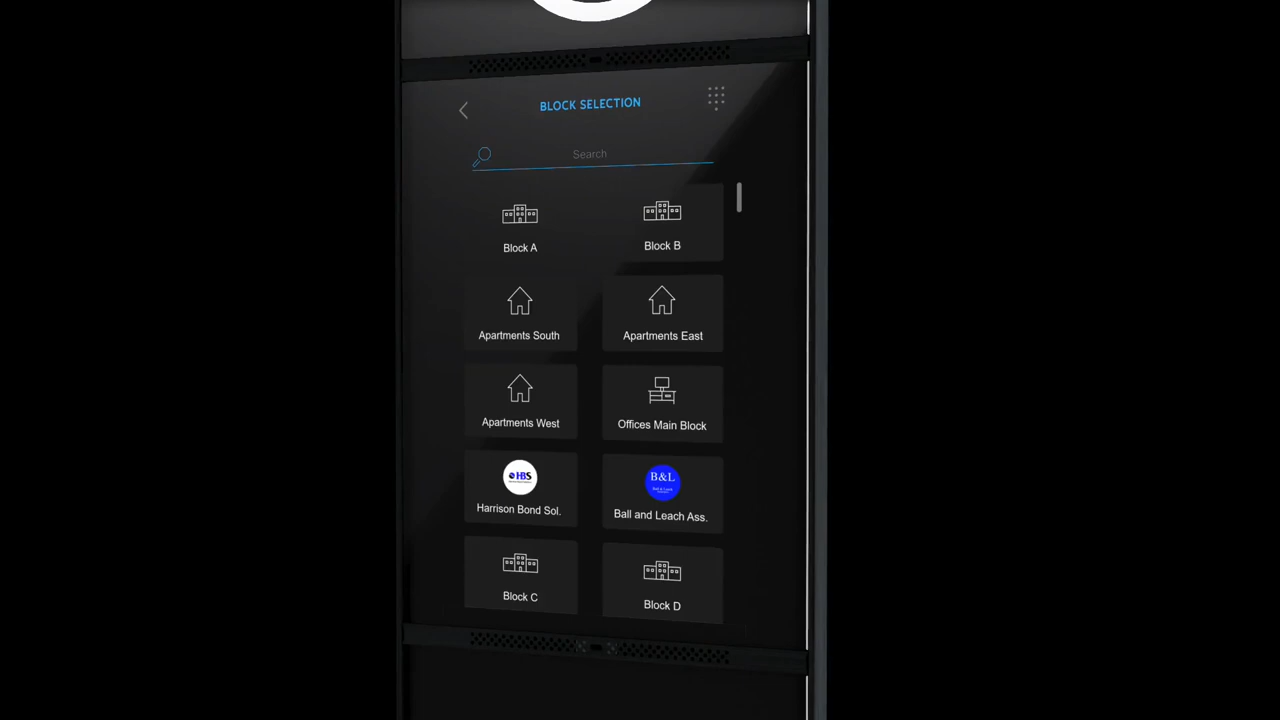 BLOCK SELECTION
Search
Block A
Block B
Apartments South
Apartments East
Apartments West
Offices Main Block
HBS
Harrison Bond Sol.
B&L
Ball and Leach Ass.
Block C
Block D